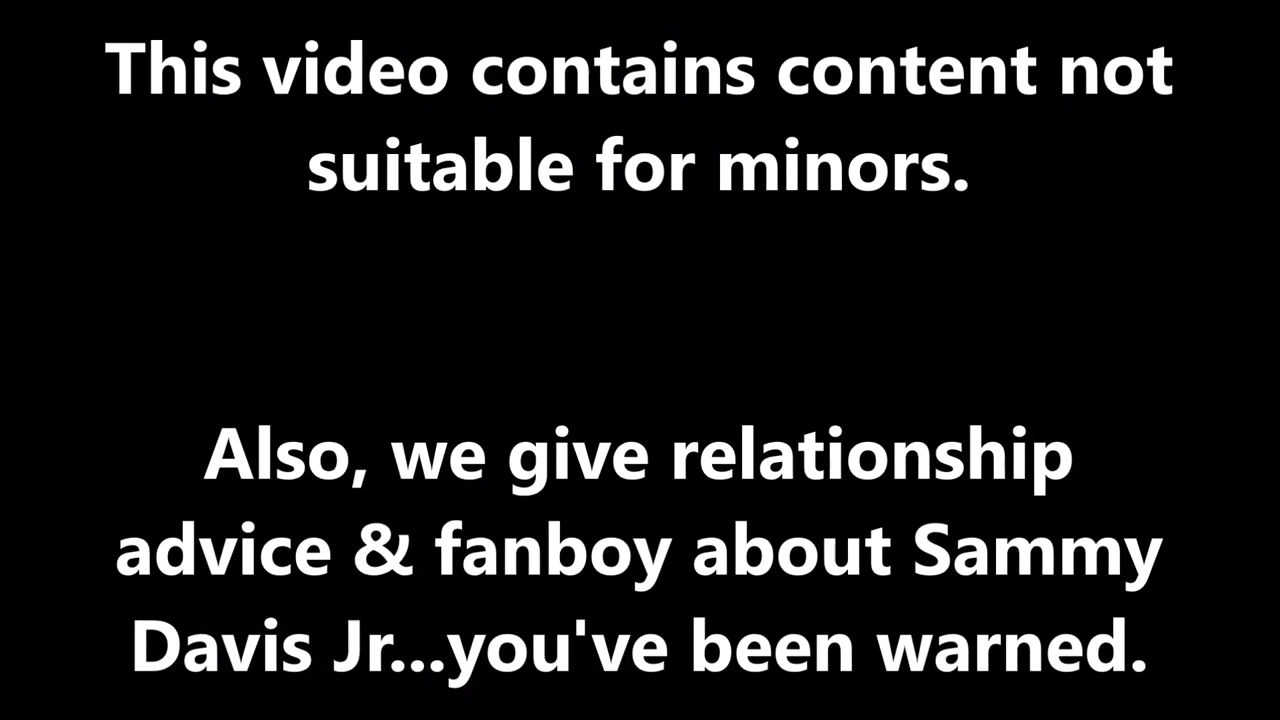 This video contains content not
suitable for minors.
Also, we give relationship
advice & fanboy about Sammy
Davis Jr...you've been warned.